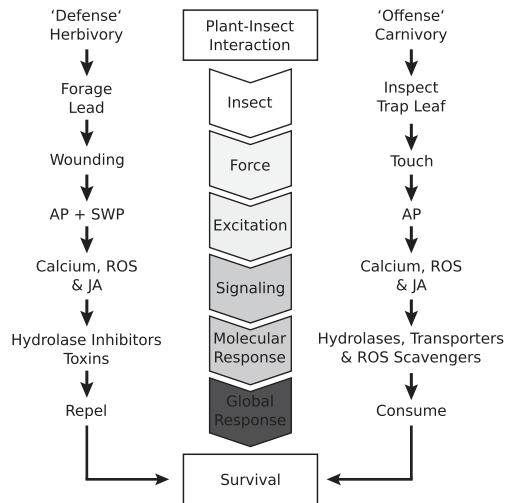 ‘Defense‘
Herbivory
Forage
Lead
Wounding
AP + SWP
Calcium, ROS
& JA
Hydrolase Inhibitors
Toxins
Repel
Plant-Insect
Interaction
Insect
Force
Excitation
Signaling
Molecular
Response
Global
Response
Survival
‘Offense‘
Carnivory
Inspect
Trap Leaf
Touch
AP
Calcium, ROS
& JA
Hydrolases, Transporters
& ROS Scavengers
Consume